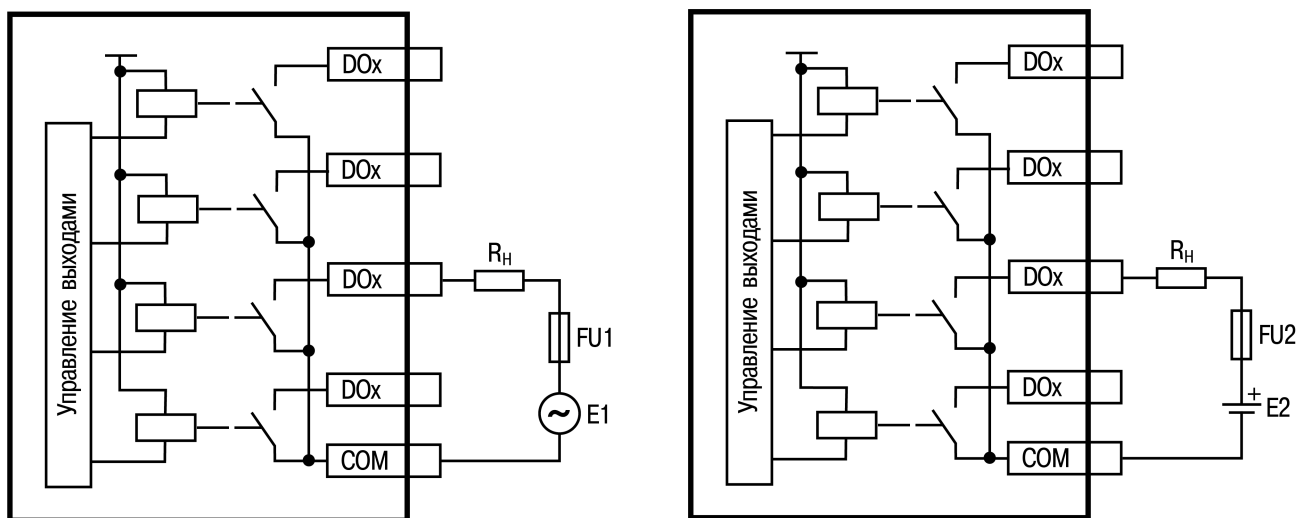 Управление выходами
DOx
DOx
DOx
DOx
COM
RН
FU1
~
E1
Управление выходами
DOx
DOx
DOx
DOx
COM
RН
FU2
+
E2